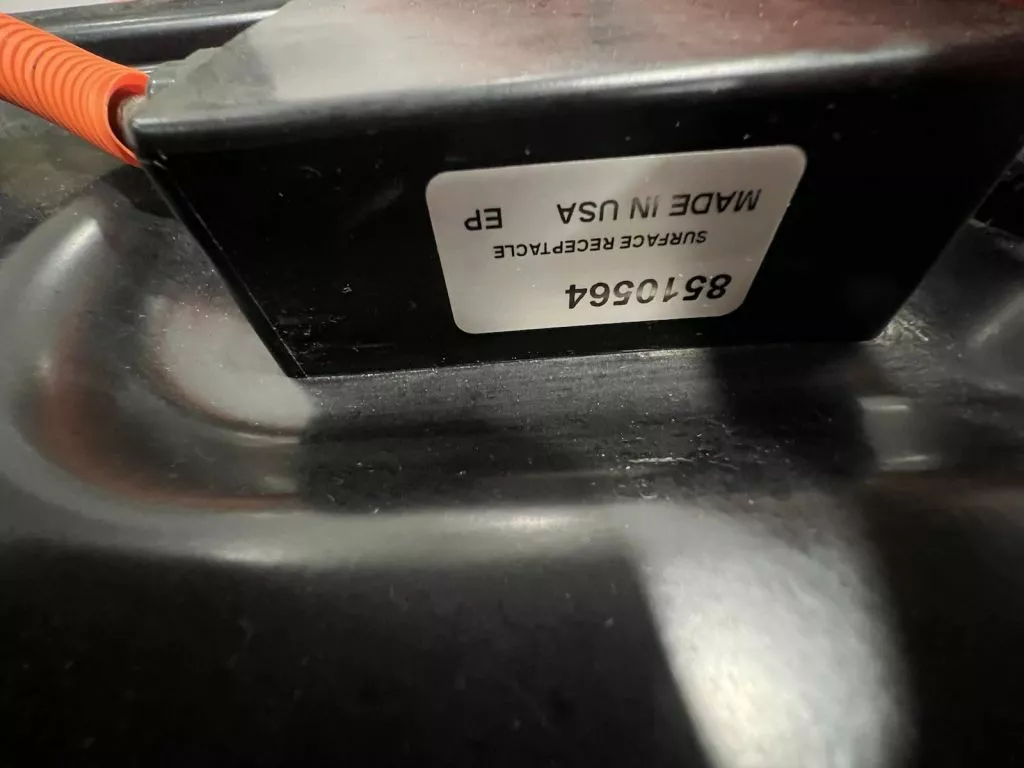 8510564
SURFACE RECEPTACLE
MADE IN USA EP